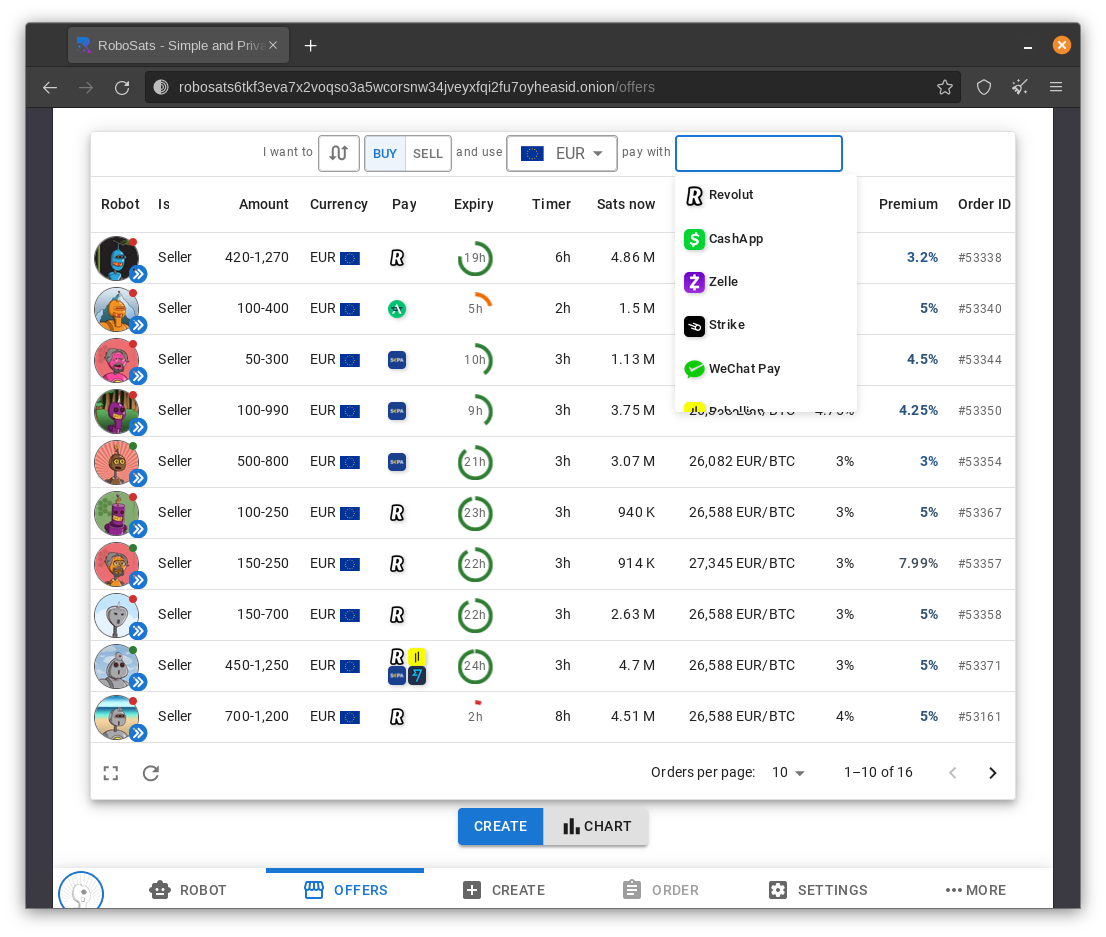 RoboSats - Simple and Priva
robosats6tkf3eva7x2voqso3a5wcorsnw34jveyxfqi2fu7oyheasid.onion/offers
I want to BUY SELL and use EUR pay with
Robot Is Amount Currency Pay Expiry Timer Sats now Premium Order ID
Revolut
CashApp
Zelle
Strike
WeChat Pay
Seller 420-1,270 EUR 19h 6h 4.86 M 3.2% #53338
Seller 100-400 EUR 5h 2h 1.5 M 5% #53340
Seller 50-300 EUR 10h 3h 1.13 M 4.5% #53344
Seller 100-990 EUR 9h 3h 3.75 M 4.25% #53350
Seller 500-800 EUR 21h 3h 3.07 M 26,082 EUR/BTC 3% 3% #53354
Seller 100-250 EUR 23h 3h 940 K 26,588 EUR/BTC 3% 5% #53367
Seller 150-250 EUR 22h 3h 914 K 27,345 EUR/BTC 3% 7.99% #53357
Seller 150-700 EUR 22h 3h 2.63 M 26,588 EUR/BTC 3% 5% #53358
Seller 450-1,250 EUR 24h 3h 4.7 M 26,588 EUR/BTC 3% 5% #53371
Seller 700-1,200 EUR 2h 8h 4.51 M 26,588 EUR/BTC 4% 5% #53161
Orders per page: 10 1–10 of 16
CREATE CHART
ROBOT OFFERS CREATE ORDER SETTINGS MORE